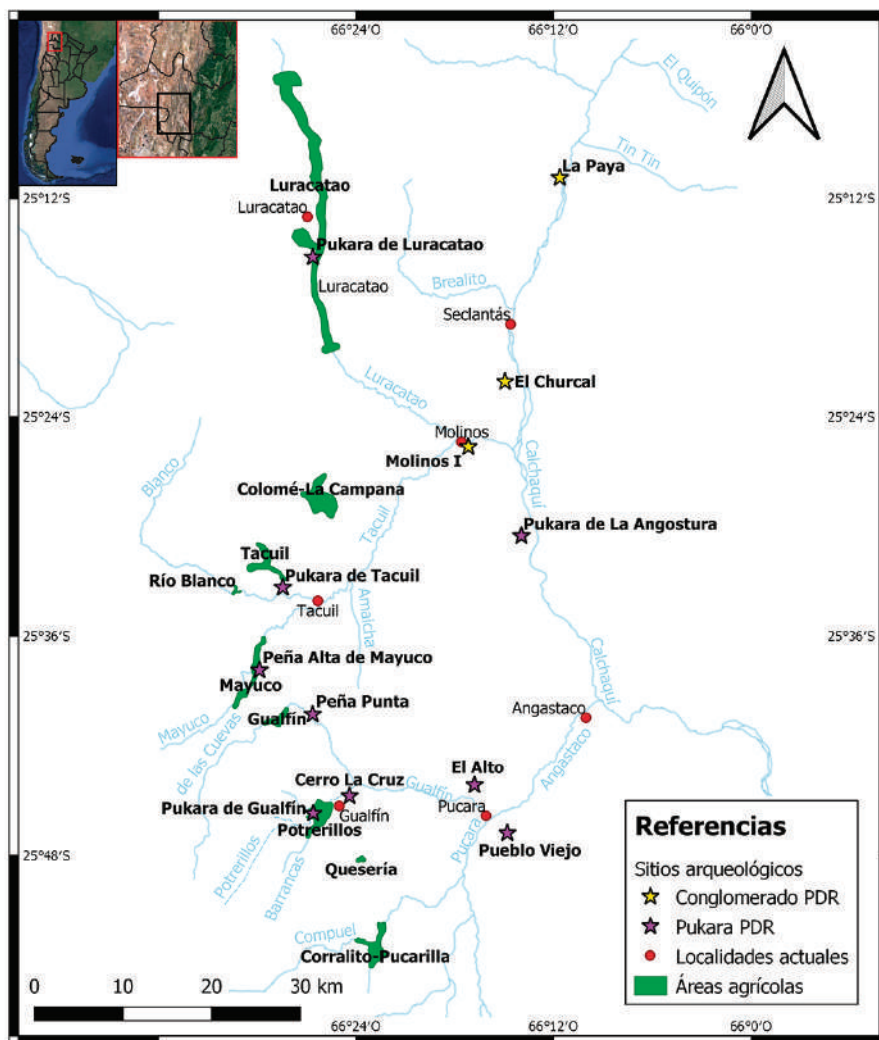 66°24'O
66°12'O
66°0'O
El Quipón
Tin Tin
La Paya
25°12'S
25°12'S
Luracatao
Luracatao
Pukara de Luracatao
Luracatao
Brealito
Seclantás
El Churcal
Luracatao
25°24'S
25°24'S
Molinos
Molinos I
Calchaquí
Blanco
Colomé-La Campana
Tacuil
Pukara de La Angostura
Tacuil
Pukara de Tacuil
Río Blanco
Tacuil
Amaicha
25°36'S
25°36'S
Peña Alta de Mayuco
Calchaquí
Mayuco
Peña Punta
Mayuco
de las Cuevas
Gualfín
Angastaco
Angastaco
El Alto
Cerro La Cruz
Gualfín
Pukara de Gualfín
Gualfín
Pucara
Potrerillos
Pucara
Pueblo Viejo
25°48'S
Potrerillos
Barrancas
Quesería
Compuel
Corralito-Pucarilla
Referencias
Sitios arqueológicos
Conglomerado PDR
Pukara PDR
Localidades actuales
Áreas agrícolas
0 10 20 30 km
66°24'O
66°12'O
66°0'O